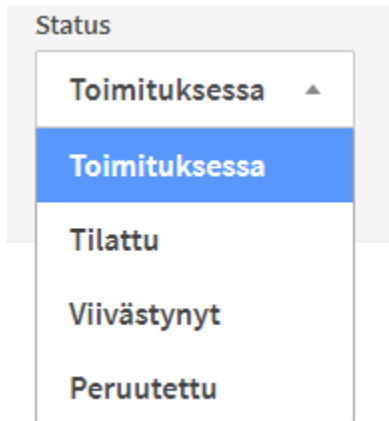 Status
Toimituksessa
Toimituksessa
Tilattu
Viivästynyt
Peruutettu